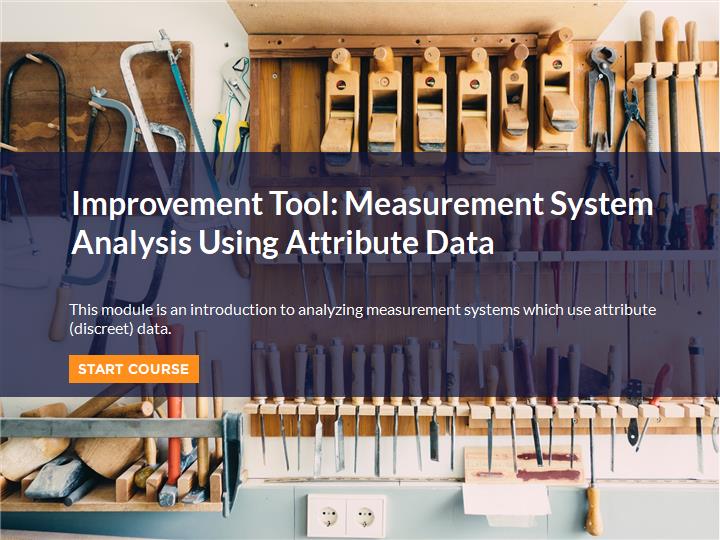 Improvement Tool: Measurement System
Analysis Using Attribute Data
This module is an introduction to analyzing measurement systems which use attribute
(discreet) data.
START COURSE